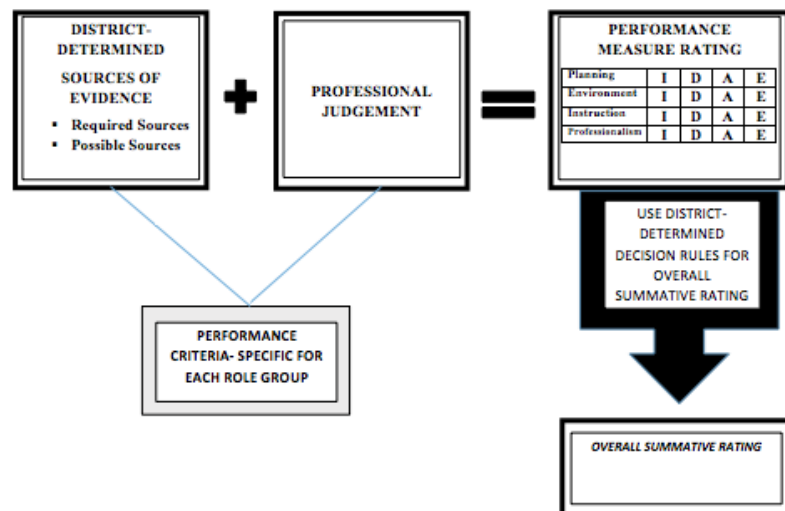 DISTRICT-
DETERMINED
SOURCES OF
EVIDENCE
▪ Required Sources
▪ Possible Sources
PROFESSIONAL
JUDGEMENT
PERFORMANCE
MEASURE RATING
Planning I D A E
Environment I D A E
Instruction I D A E
Professionalism I D A E
USE DISTRICT-
DETERMINED
DECISION RULES FOR
OVERALL
SUMMATIVE RATING
PERFORMANCE
CRITERIA- SPECIFIC FOR
EACH ROLE GROUP
OVERALL SUMMATIVE RATING